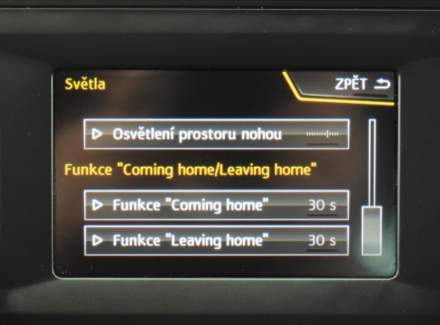 Světla
ZPĚT
Osvětlení prostoru nohou
Funkce "Coming home/Leaving home"
Funkce "Coming home" 30 s
Funkce "Leaving home" 30 s